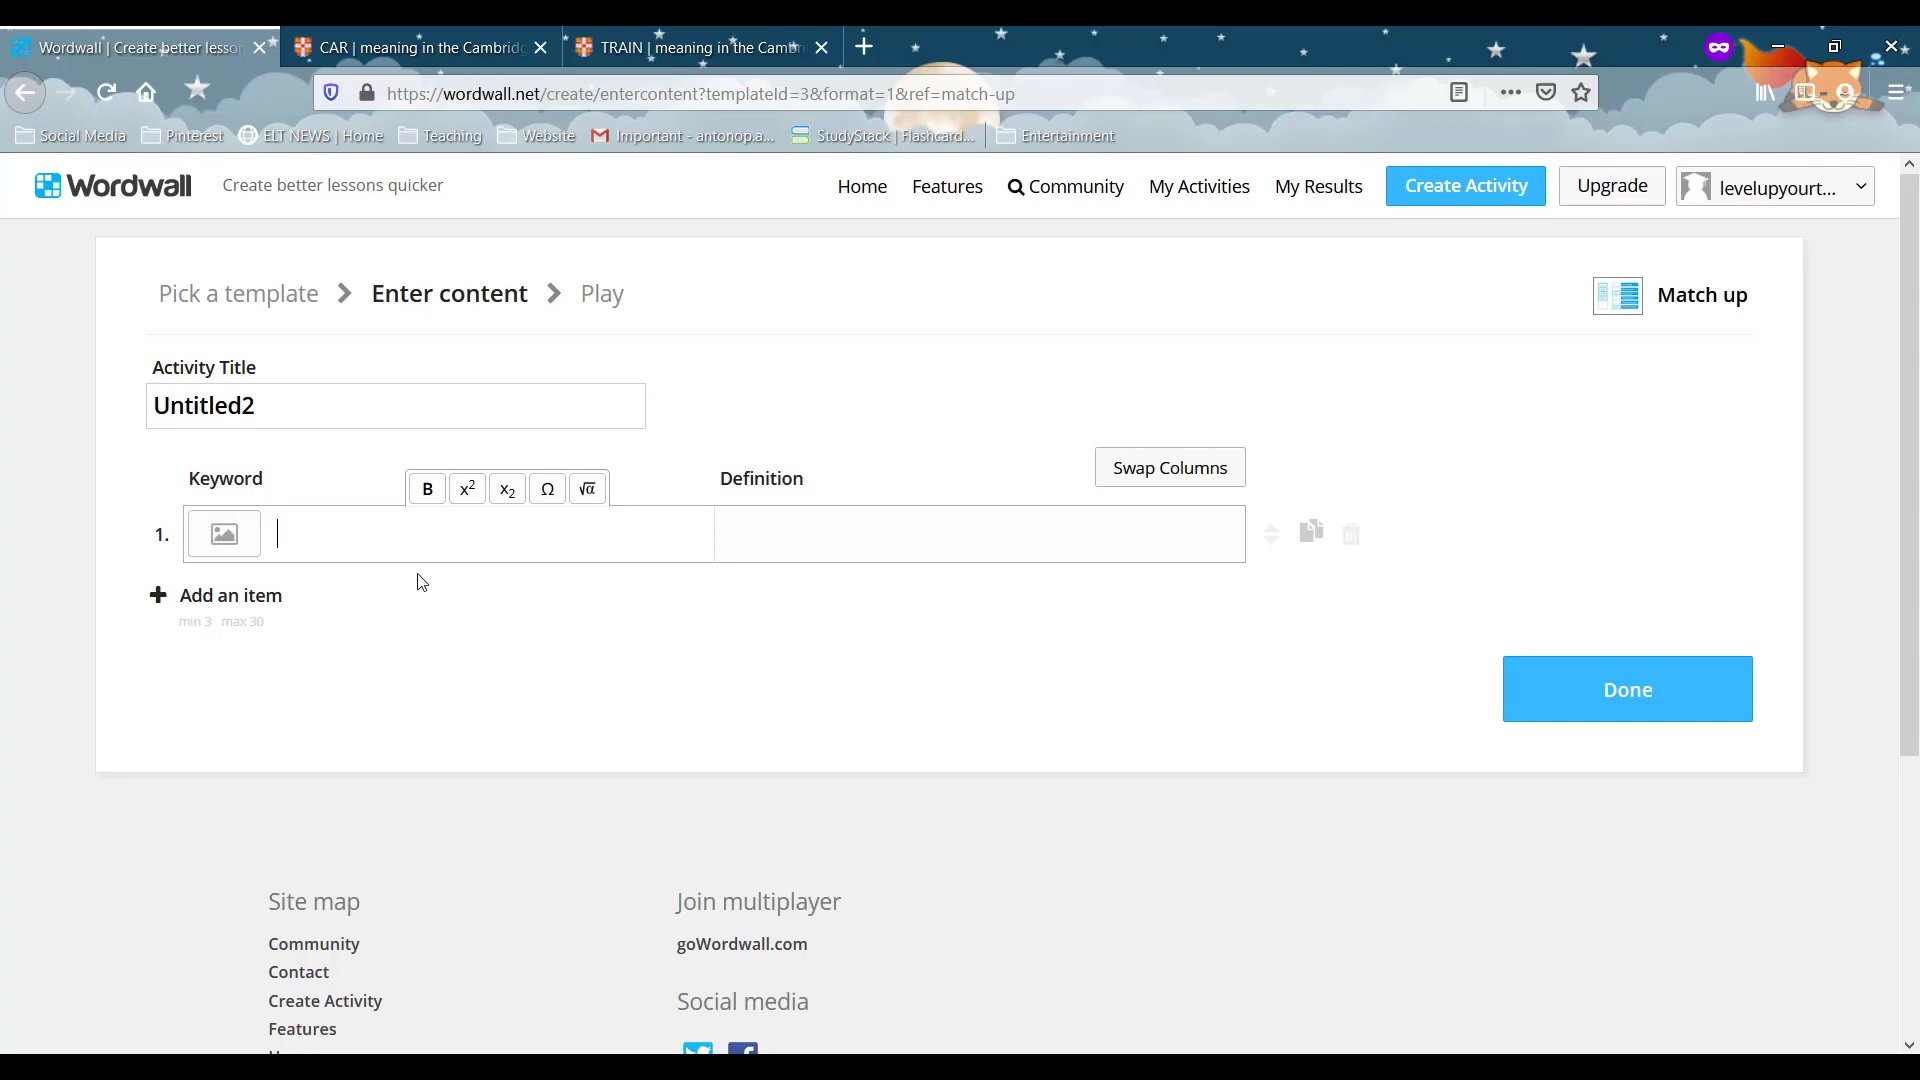 Wordwall | Create better lesso
CAR | meaning in the Cambridg
TRAIN | meaning in the Camb
https://wordwall.net/create/entercontent?templateId=3&format=1&ref=match-up
Social Media
Pinterest
ELT NEWS | Home
Teaching
Website
Important - antonop.a...
StudyStack | Flashcard...
Entertainment
Wordwall
Create better lessons quicker
Home
Features
Community
My Activities
My Results
Create Activity
Upgrade
levelupyourt...
Pick a template
Enter content
Play
Match up
Activity Title
Untitled2
Keyword
B
x²
x₂
Ω
√α
Definition
Swap Columns
1.
Add an item
min 3 max 30
Done
Site map
Join multiplayer
Community
goWordwall.com
Contact
Create Activity
Social media
Features